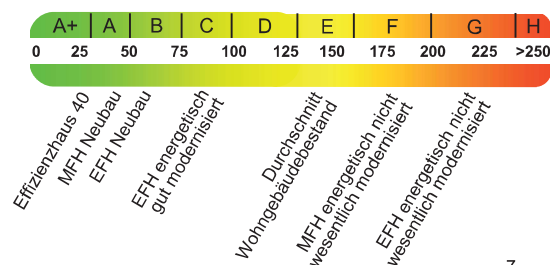 A+ A B C D E F G H
0 25 50 75 100 125 150 175 200 225 >250
Effizienzhaus 40
MFH Neubau
EFH Neubau
EFH energetisch
gut modernisiert
Durchschnitt
Wohngebäudebestand
MFH energetisch nicht
wesentlich modernisiert
EFH energetisch nicht
wesentlich modernisiert